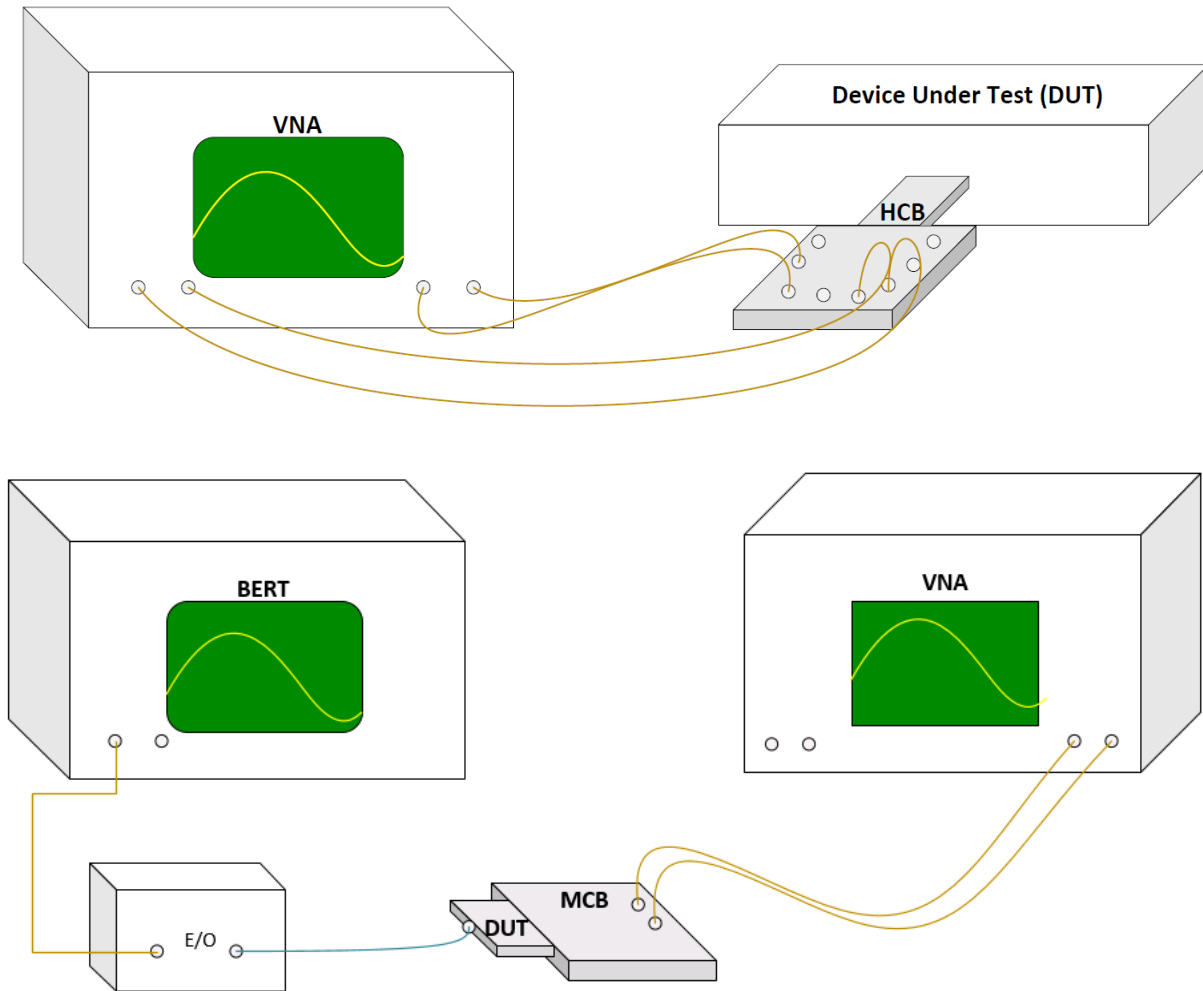 VNA
Device Under Test (DUT)
HCB
BERT
VNA
E/O
DUT
MCB